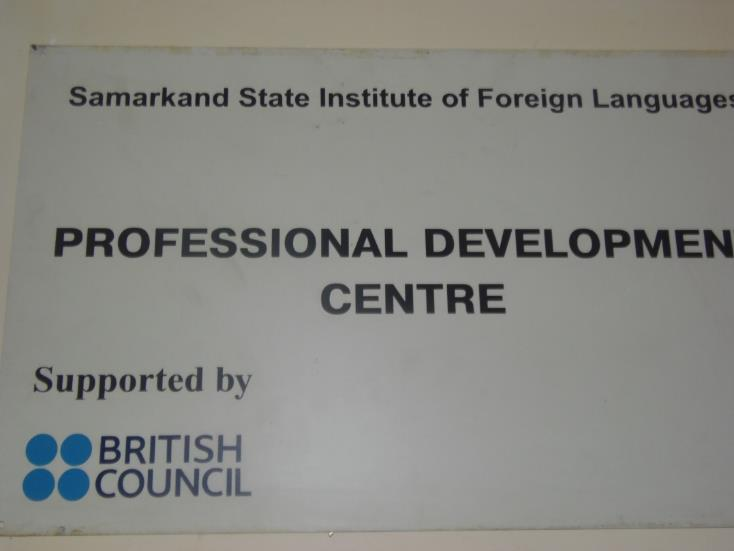 Samarkand State Institute of Foreign Languages
PROFESSIONAL DEVELOPMEN
CENTRE
Supported by
BRITISH
COUNCIL